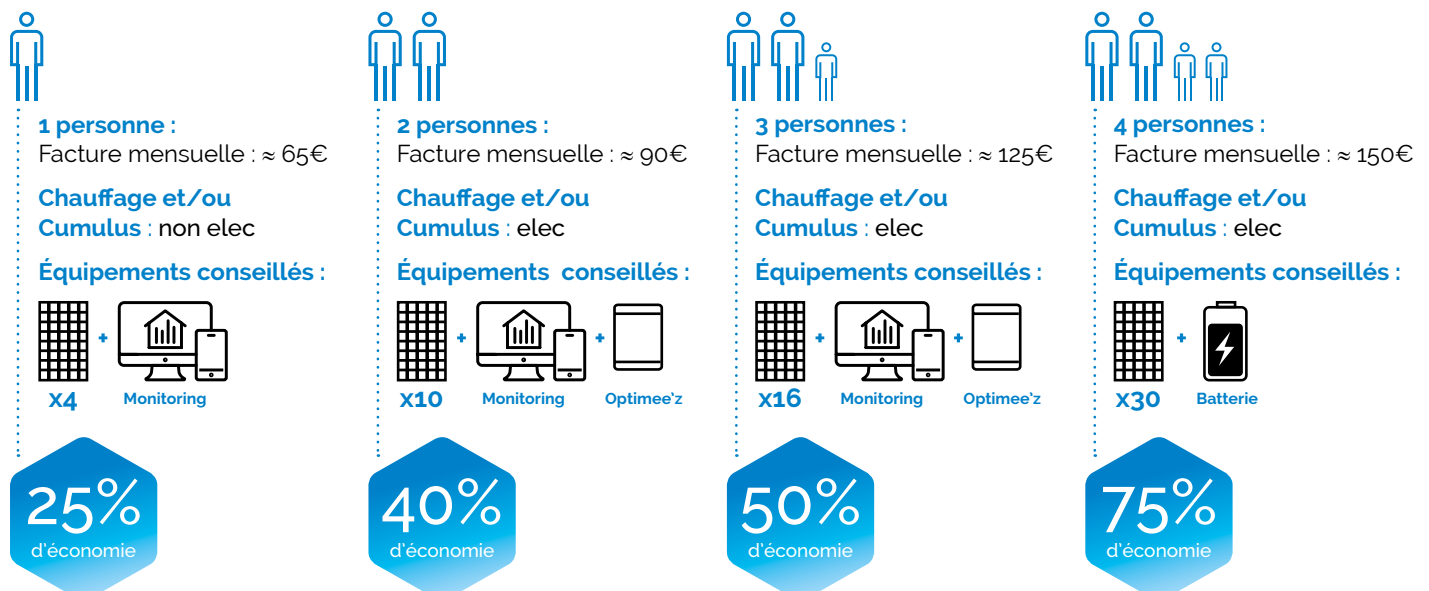 1 personne :
Facture mensuelle : ≈ 65€
Chauffage et/ou
Cumulus : non elec
Équipements conseillés :
+
x4
Monitoring
25%
d'économie
2 personnes :
Facture mensuelle : ≈ 90€
Chauffage et/ou
Cumulus : elec
Équipements conseillés :
+ +
x10
Monitoring
Optimee'z
40%
d'économie
3 personnes :
Facture mensuelle : ≈ 125€
Chauffage et/ou
Cumulus : elec
Équipements conseillés :
+ +
x16
Monitoring
Optimee'z
50%
d'économie
4 personnes :
Facture mensuelle : ≈ 150€
Chauffage et/ou
Cumulus : elec
Équipements conseillés :
+
x30
Batterie
75%
d'économie